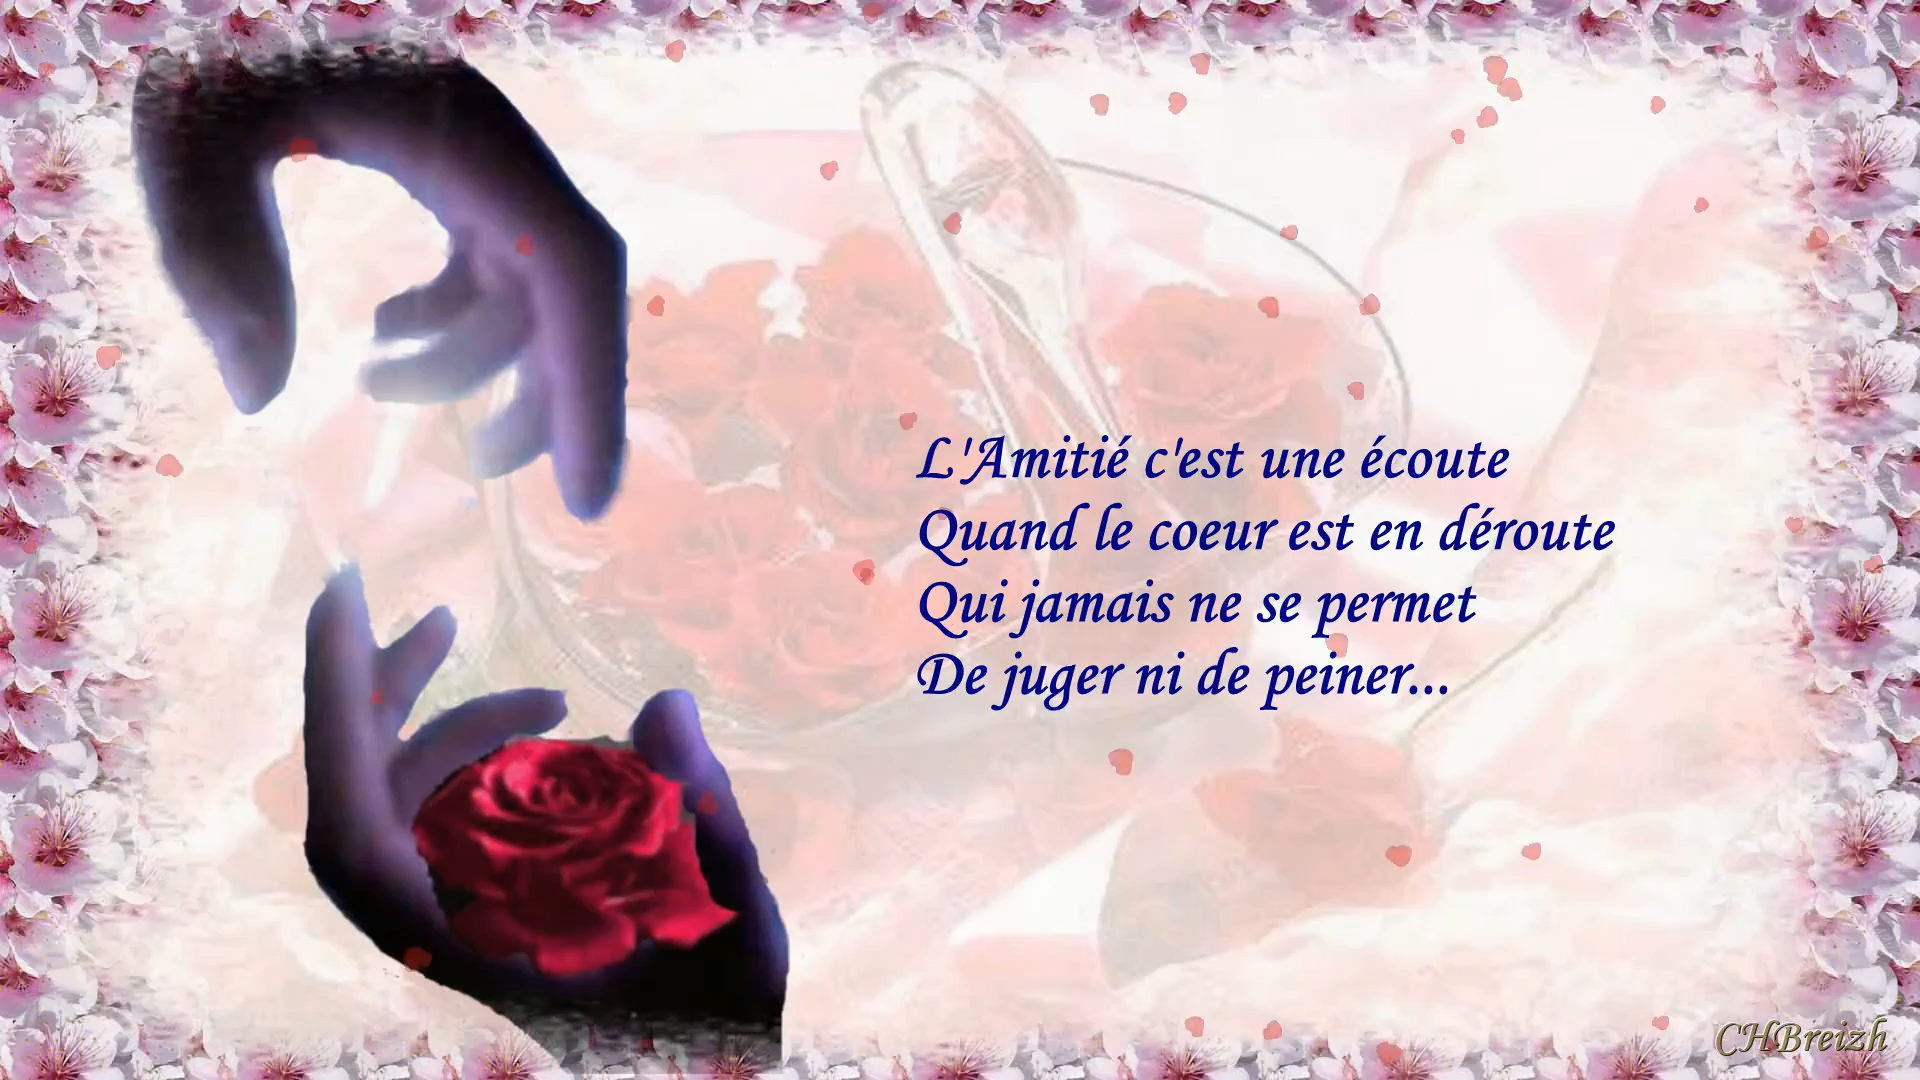 L'Amitié c'est une écoute
Quand le coeur est en déroute
Qui jamais ne se permet
De juger ni de peiner...
CHBreizh